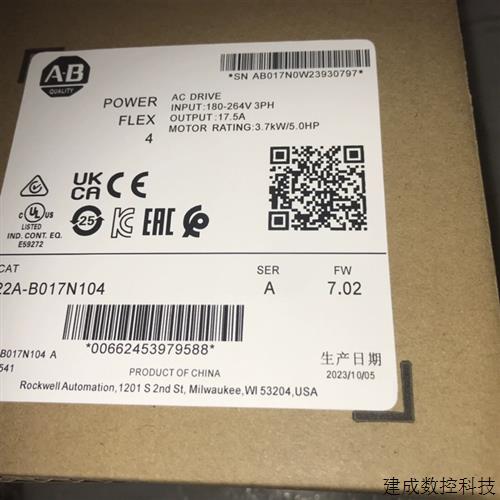 A-B
QUALITY
*SN AB017N0W23930797*
POWER
FLEX
4
AC DRIVE
INPUT:180-264V 3PH
OUTPUT:17.5A
MOTOR RATING:3.7kW/5.0HP
UK
CA CE
c UL us
LISTED
IND. CONT. EQ.
E59272
25
EAC
CAT
22A-B017N104
SER
A
FW
7.02
B017N104 A
541
*00662453979588*
PRODUCT OF CHINA
Rockwell Automation,1201 S 2nd St, Milwaukee,WI 53204,USA
生产日期
2023/10/05
建成数控科技